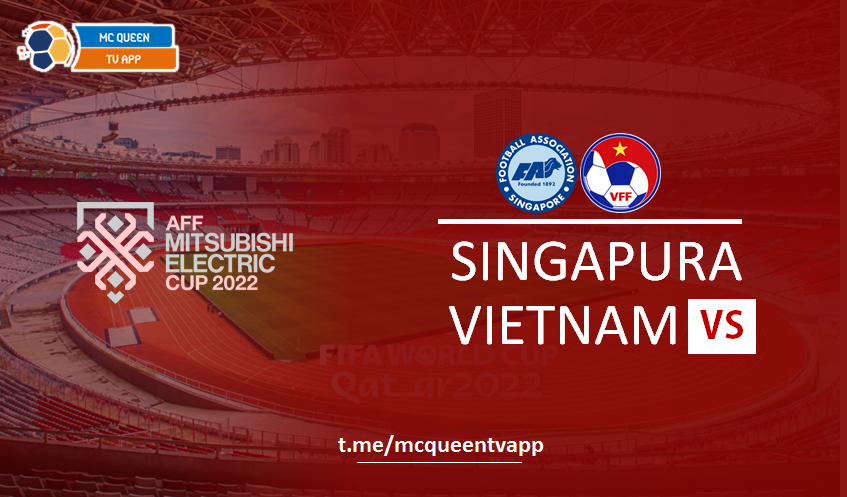 MC QUEEN
TV APP
FOOTBALL ASSOCIATION
FA
Founded 1892
SINGAPORE
VFF
AFF
MITSUBISHI
ELECTRIC
CUP 2022
SINGAPURA
VIETNAM VS
FIFA WORLD CUP
Qatar2022
t.me/mcqueentvapp